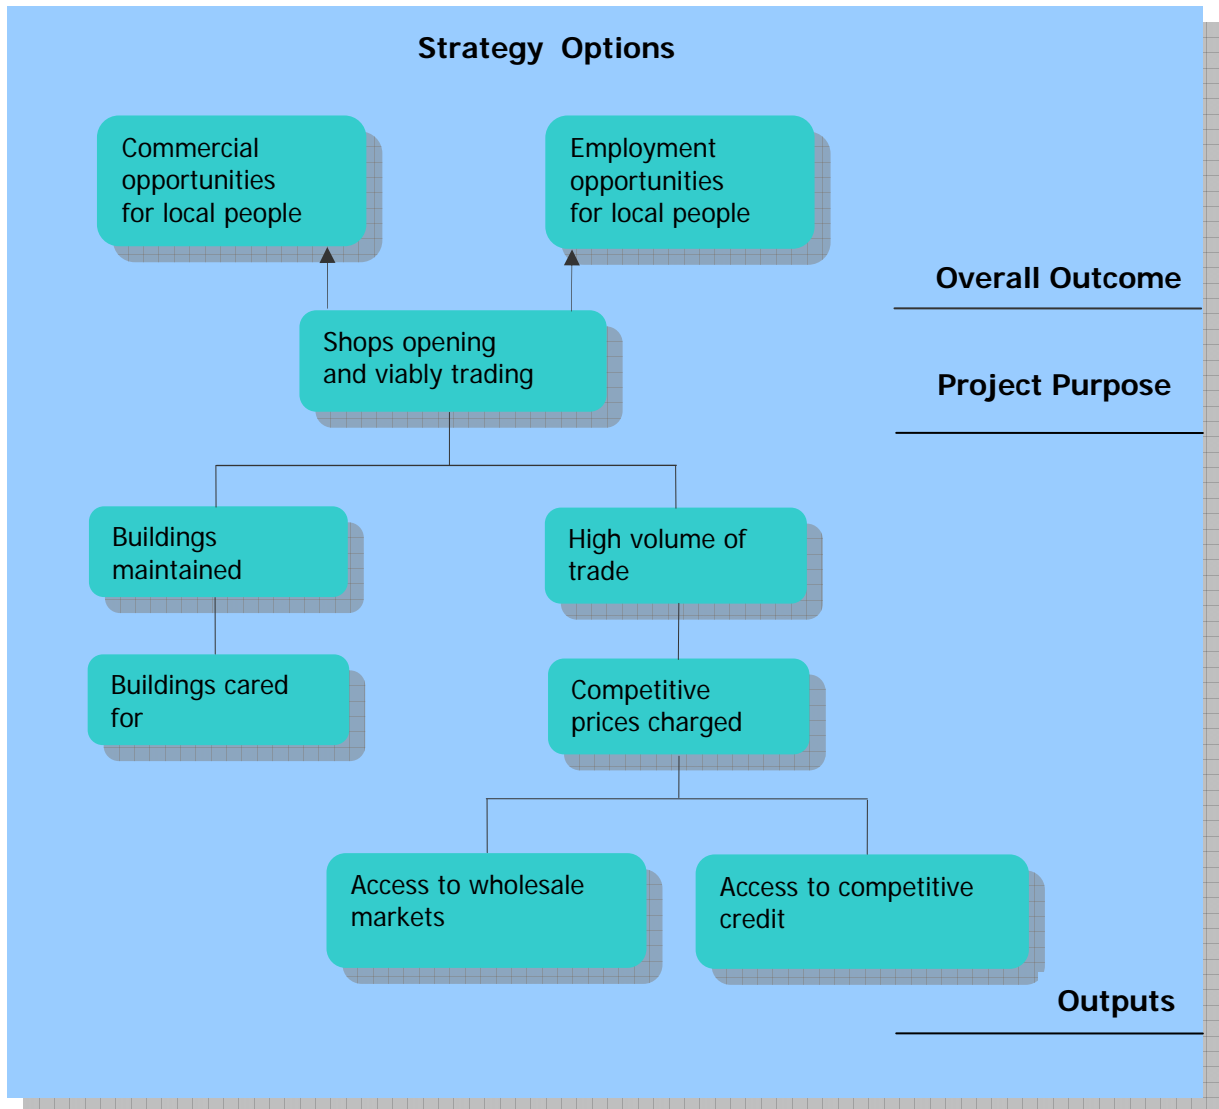 Strategy Options
Commercial
opportunities
for local people
Employment
opportunities
for local people
Overall Outcome
Shops opening
and viably trading
Project Purpose
Buildings
maintained
High volume of
trade
Buildings cared
for
Competitive
prices charged
Access to wholesale
markets
Access to competitive
credit
Outputs